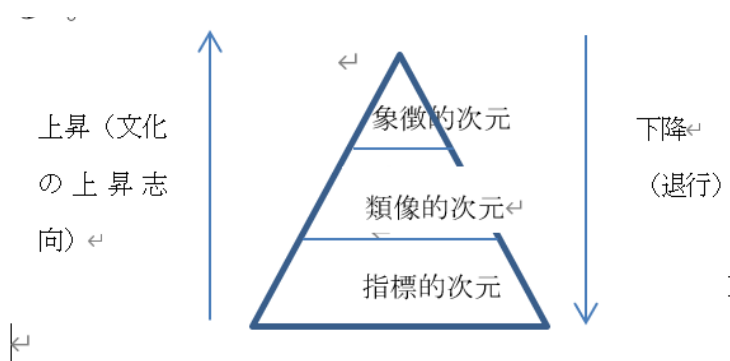 上昇（文化
の上昇志
向）
象徴的次元
類像的次元
指標的次元
下降
（退行）